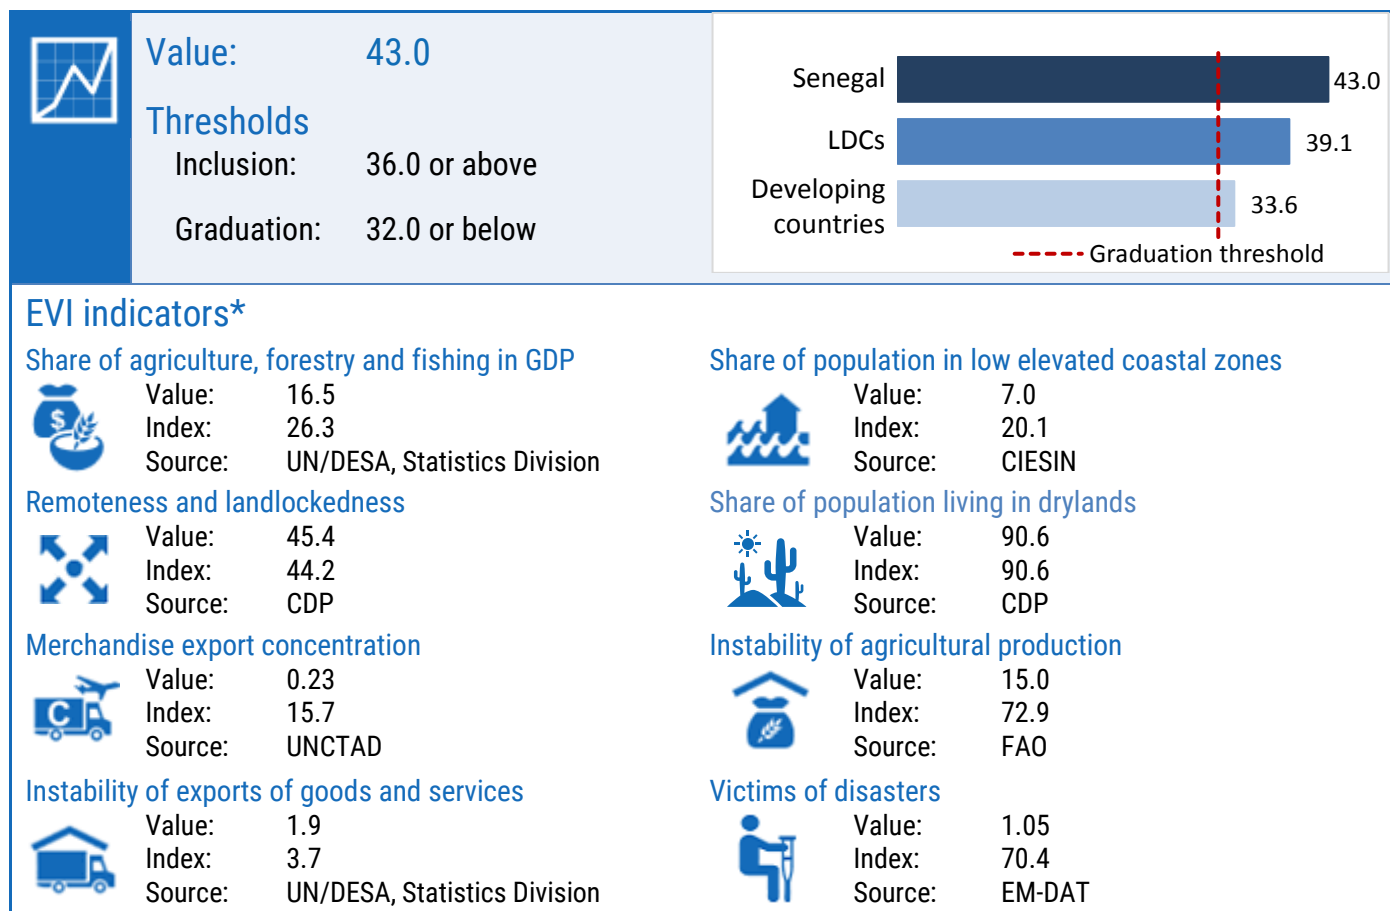 Value: 43.0
Thresholds
Inclusion: 36.0 or above
Graduation: 32.0 or below
Senegal 43.0
LDCs 39.1
Developing
countries 33.6
Graduation threshold
EVI indicators*
Share of agriculture, forestry and fishing in GDP
Value: 16.5
Index: 26.3
Source: UN/DESA, Statistics Division
Share of population in low elevated coastal zones
Value: 7.0
Index: 20.1
Source: CIESIN
Remoteness and landlockedness
Value: 45.4
Index: 44.2
Source: CDP
Share of population living in drylands
Value: 90.6
Index: 90.6
Source: CDP
Merchandise export concentration
C
Value: 0.23
Index: 15.7
Source: UNCTAD
Instability of agricultural production
Value: 15.0
Index: 72.9
Source: FAO
Instability of exports of goods and services
Value: 1.9
Index: 3.7
Source: UN/DESA, Statistics Division
Victims of disasters
Value: 1.05
Index: 70.4
Source: EM-DAT